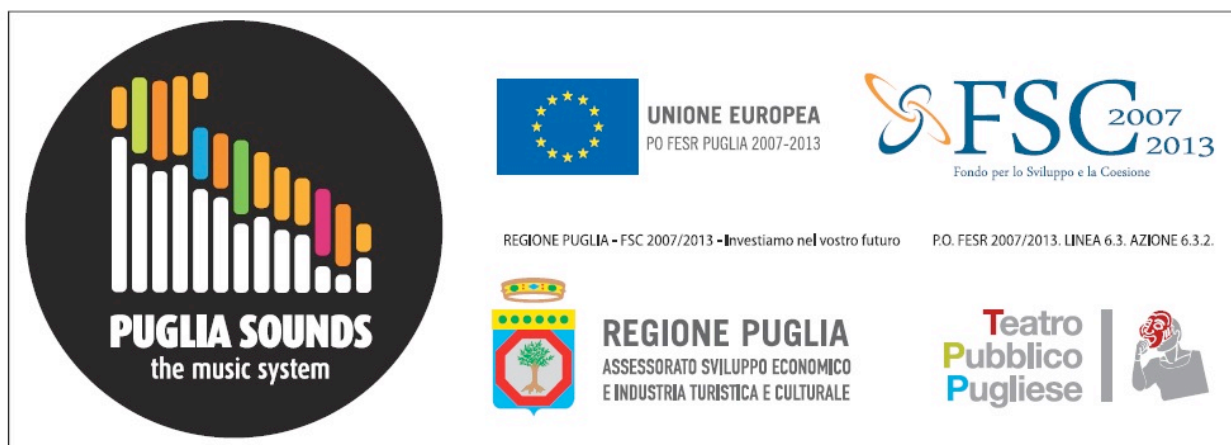 PUGLIA SOUNDS
the music system
UNIONE EUROPEA
PO FESR PUGLIA 2007-2013
FSC 2007
2013
Fondo per lo Sviluppo e la Coesione
REGIONE PUGLIA - FSC 2007/2013 - Investiamo nel vostro futuro
P.O. FESR 2007/2013. LINEA 6.3. AZIONE 6.3.2.
REGIONE PUGLIA
ASSESSORATO SVILUPPO ECONOMICO
E INDUSTRIA TURISTICA E CULTURALE
Teatro
Pubblico
Pugliese